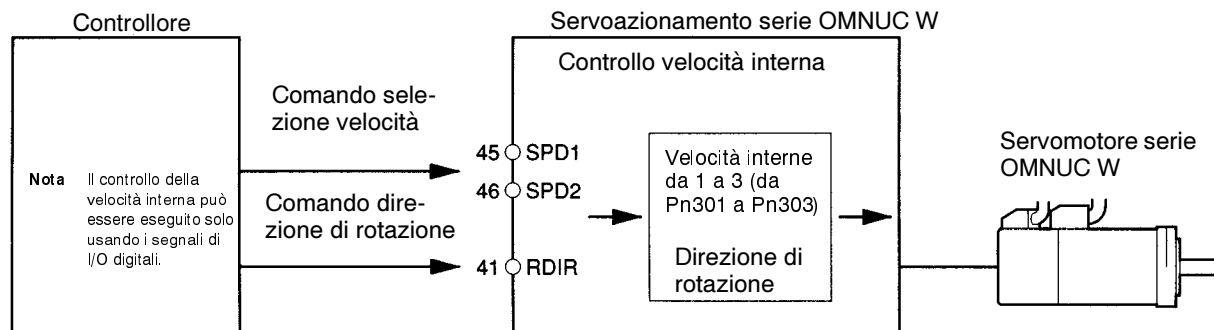 Controllore
Nota Il controllo della
velocità interna può
essere eseguito solo
usando i segnali di
I/O digitali.
Comando sele-
zione velocità
Comando dire-
zione di rotazione
Servoazionamento serie OMNUC W
Controllo velocità interna
45 SPD1
46 SPD2
41 RDIR
Velocità interne
da 1 a 3 (da
Pn301 a Pn303)
Direzione di
rotazione
Servomotore serie
OMNUC W